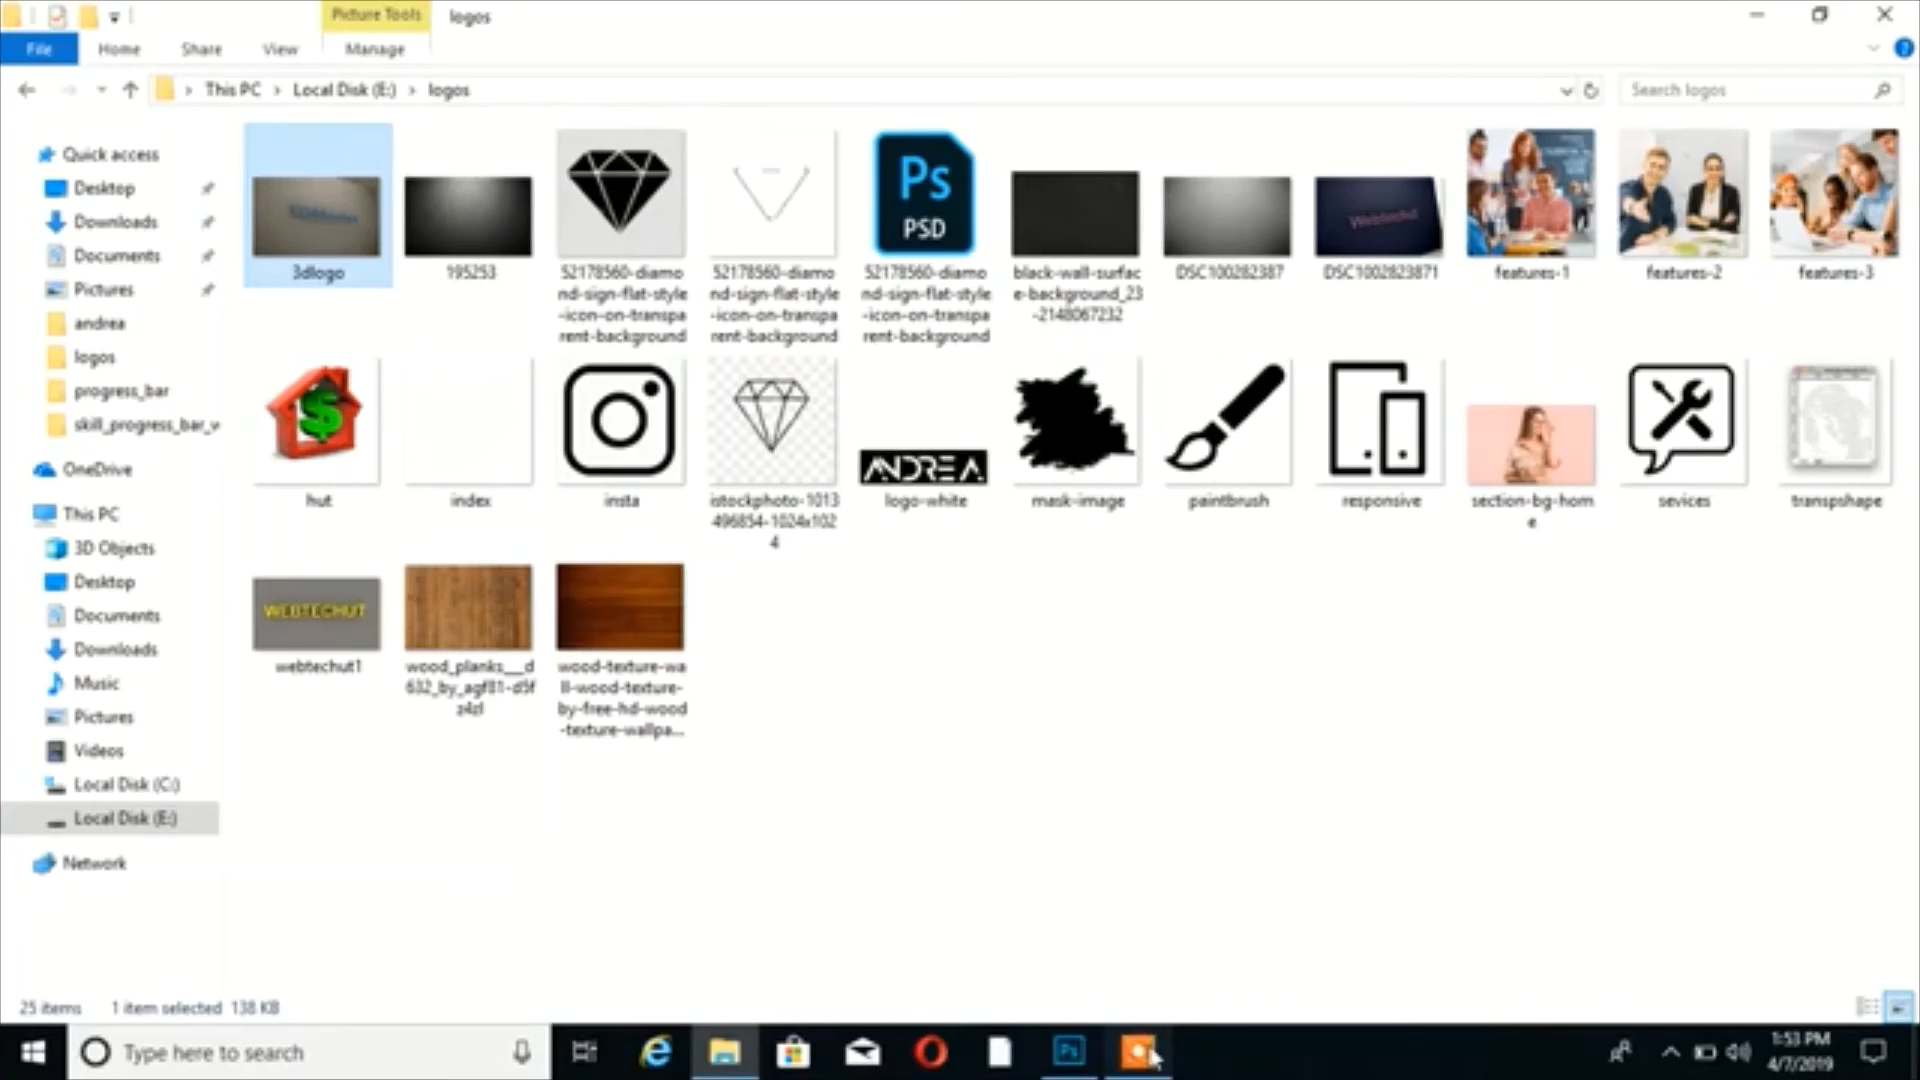 Picture Tools
logos
File
Home
Share
View
Manage
This PC
Local Disk (E:)
logos
Search logos
Quick access
Desktop
Downloads
Documents
Pictures
andrea
logos
progress_bar
skill_progress_bar_w
OneDrive
This PC
3D Objects
Desktop
Documents
Downloads
Music
Pictures
Videos
Local Disk (C:)
Local Disk (E:)
Network
3dlogo
195253
52178560-diamo
nd-sign-flat-style
-icon-on-transpa
rent-background
52178560-diamo
nd-sign-flat-style
-icon-on-transpa
rent-background
Ps
PSD
52178560-diamo
nd-sign-flat-style
-icon-on-transpa
rent-background
black-wall-surfac
e-background_23
-2148067232
DSC100282387
Webtechut
DSC1002823871
features-1
features-2
features-3
$
hut
index
insta
istockphoto-1013
496854-1024x102
4
ANDREA
logo-white
mask-image
paintbrush
responsive
section-bg-hom
e
sevices
transpshape
WEBTECHUT
webtechut1
wood_planks__d
632_by_agf81-d5f
z4zl
wood-texture-wa
ll-wood-texture-
by-free-hd-wood
-texture-wallpa...
25 items
1 item selected 138 KB
Type here to search
Ps
1:53 PM
4/7/2019